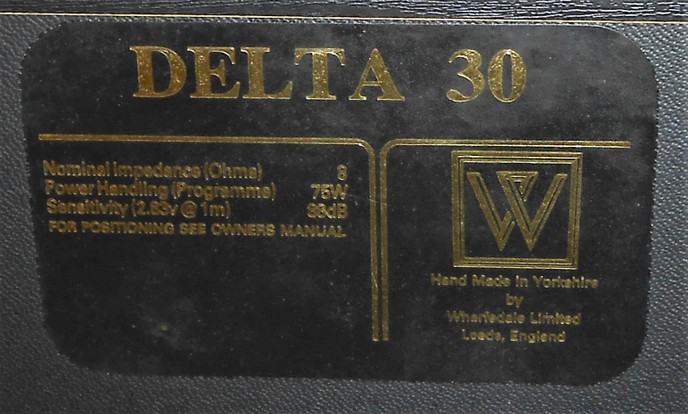 DELTA 30
Nominal Impedance (Ohms) 8
Power Handling (Programme) 75W
Sensitivity (2.83v @ 1m)
FOR POSITIONING SEE OWNERS MANUAL
W
Hand Made in Yorkshire
by
Wharfedale Limited
Leeds, England